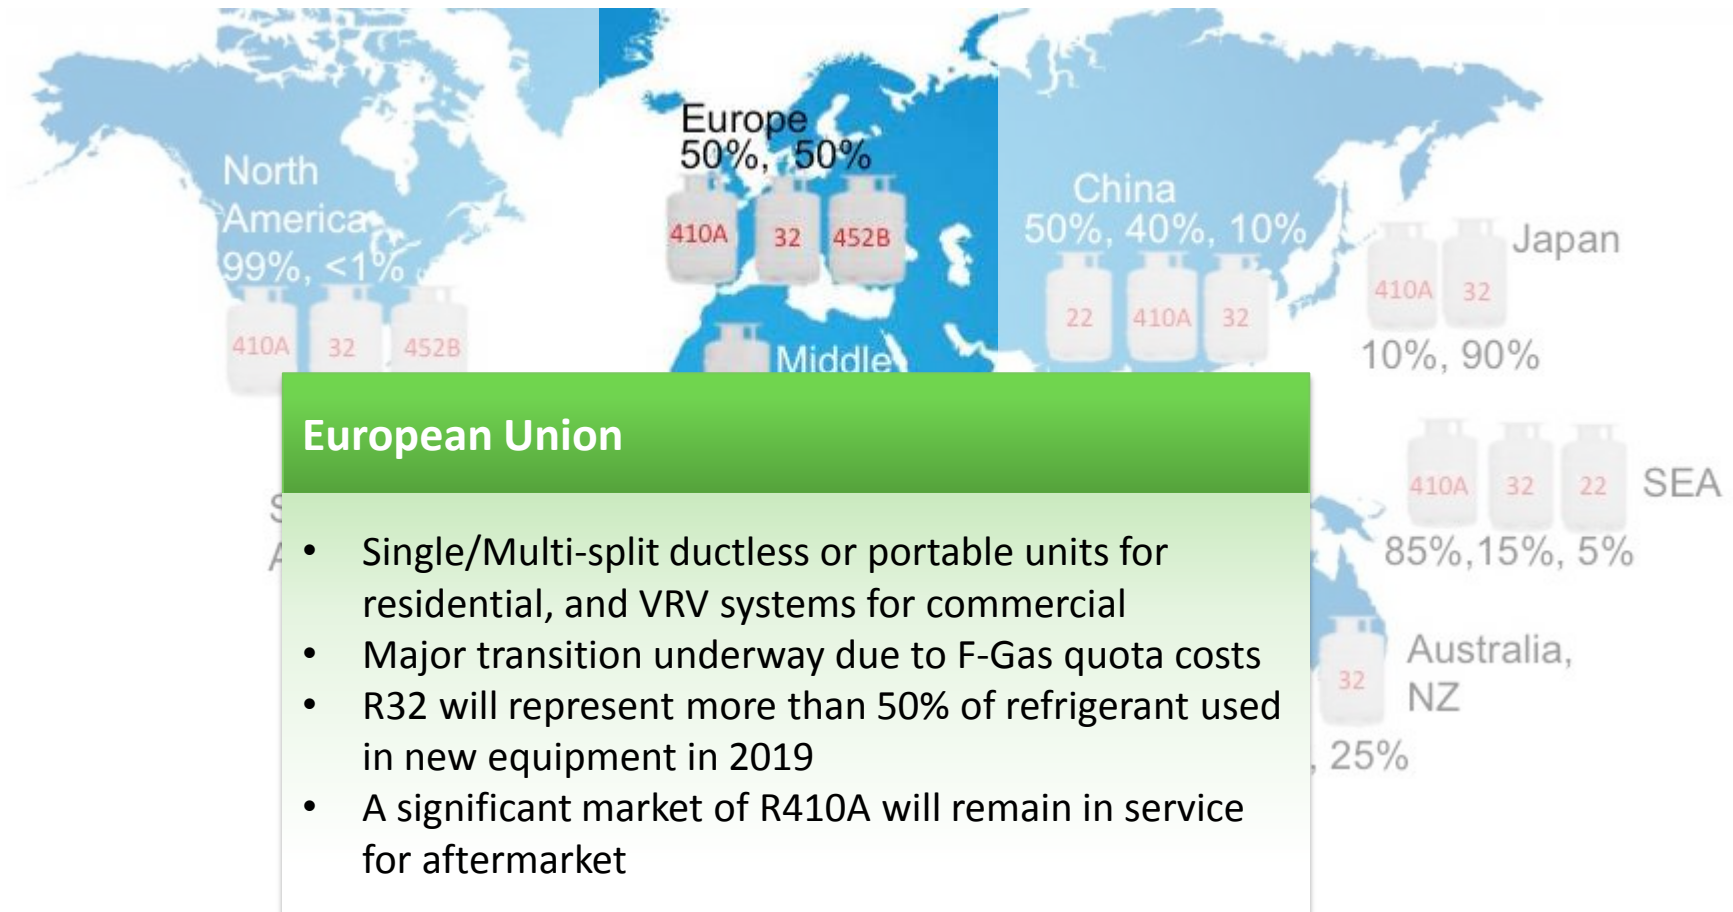 North
America
99%, <1%
410A 32 452B
Europe
50%, 50%
410A 32 452B
Middle
China
50%, 40%, 10%
22 410A 32
Japan
410A 32
10%, 90%
410A 32 22
SEA
85%,15%, 5%
Australia,
NZ
32
, 25%
S
A
European Union
• Single/Multi-split ductless or portable units for
residential, and VRV systems for commercial
• Major transition underway due to F-Gas quota costs
• R32 will represent more than 50% of refrigerant used
in new equipment in 2019
• A significant market of R410A will remain in service
for aftermarket